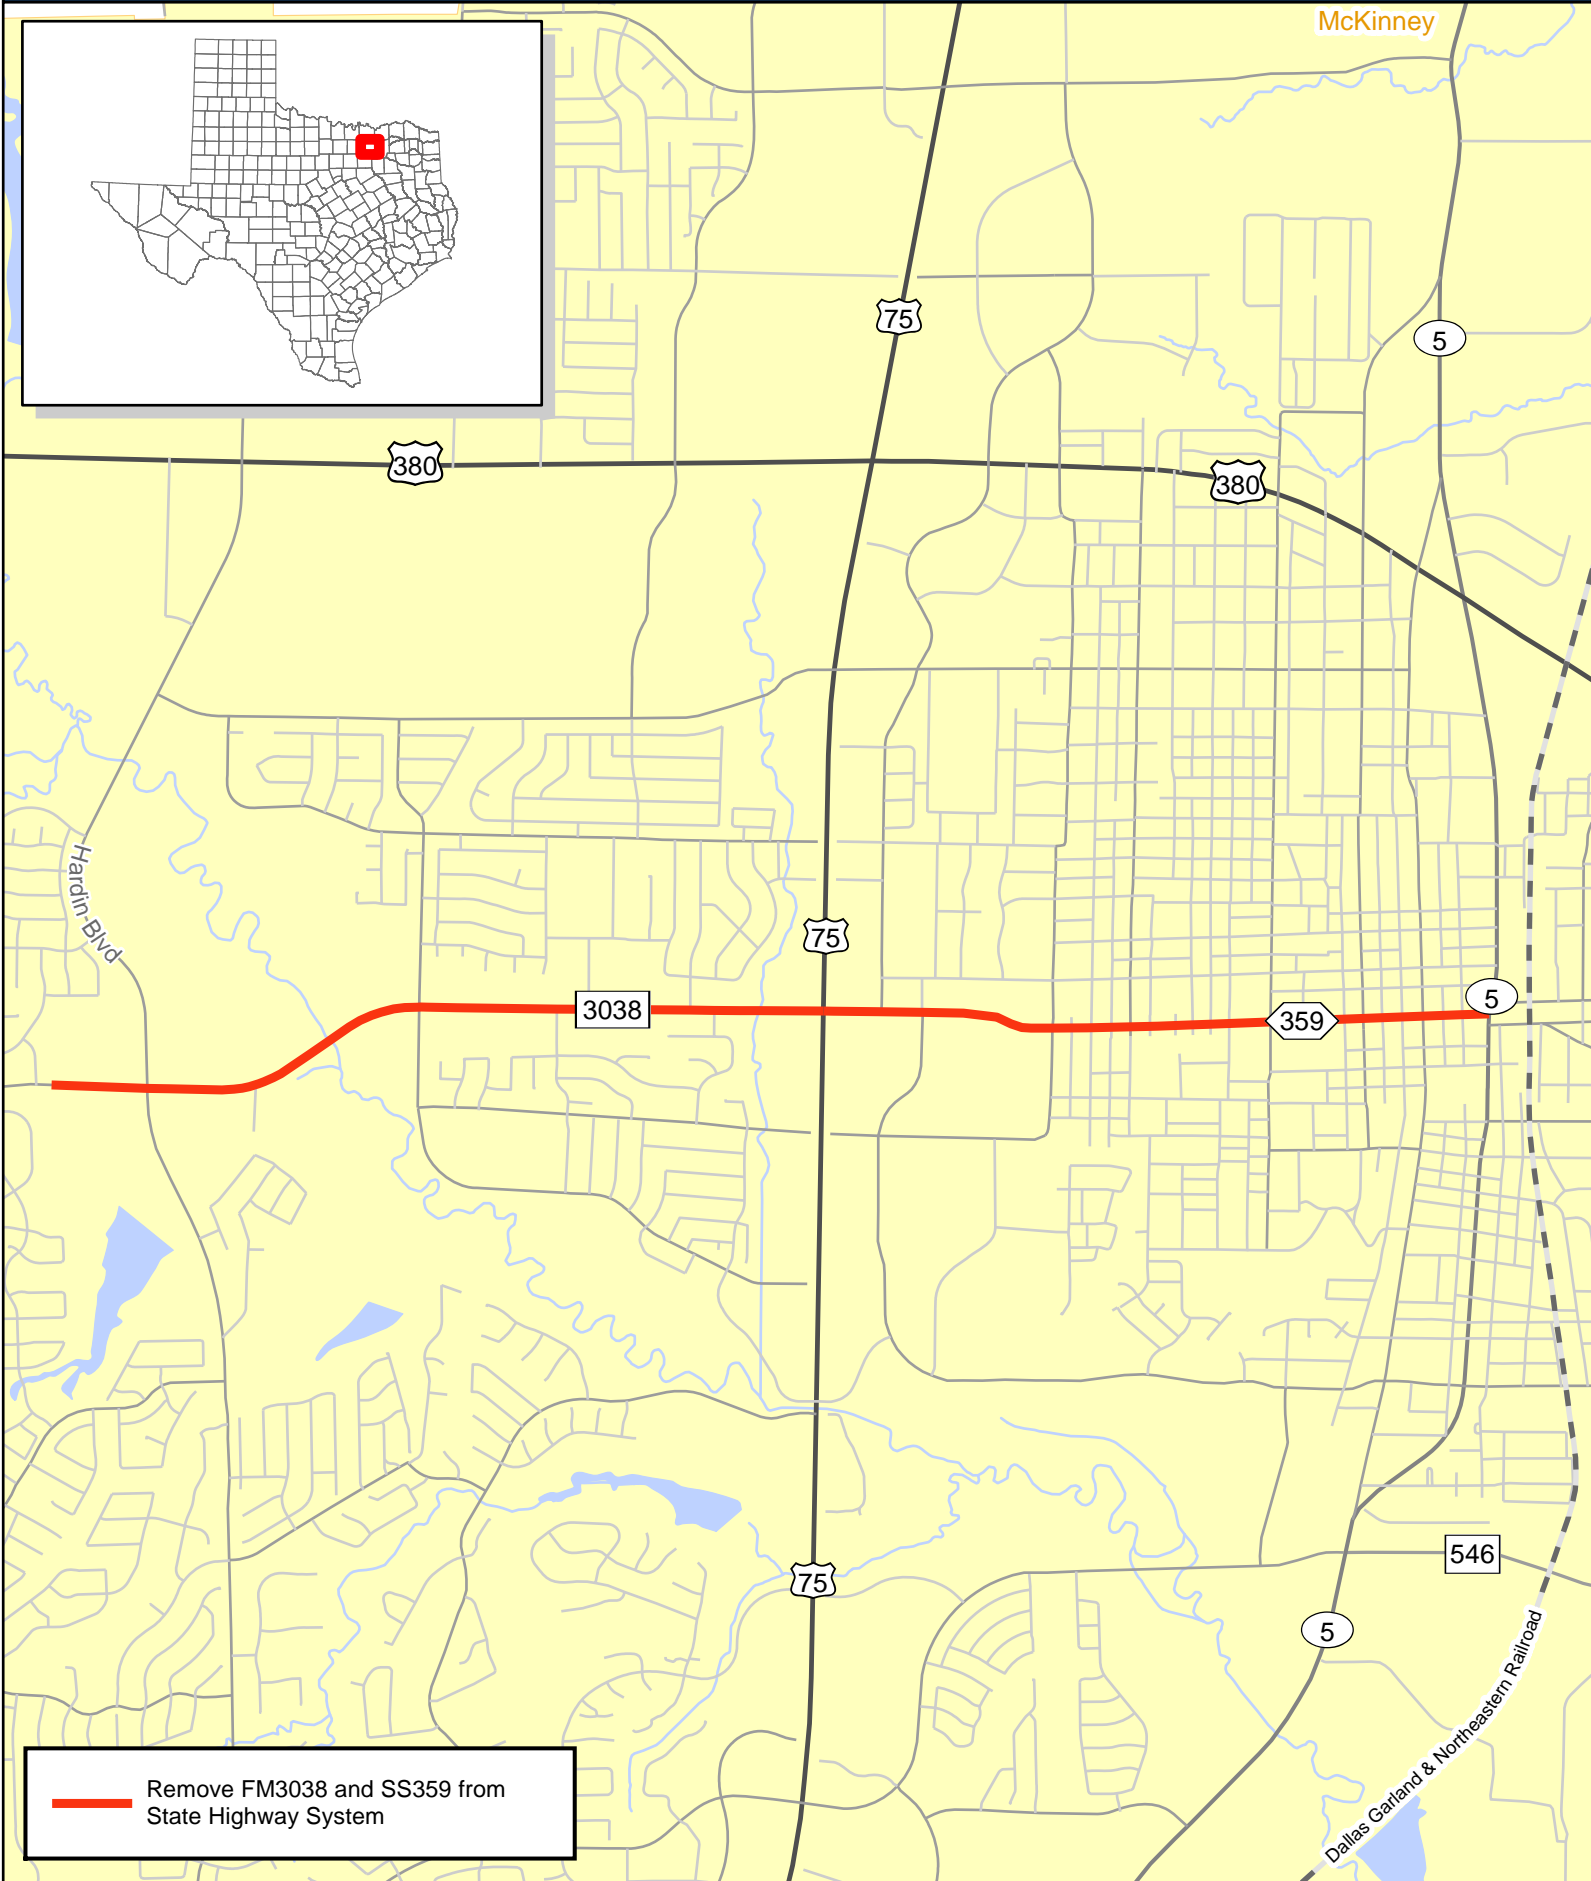 McKinney
75
5
380
380
Hardin-Blvd
75
5
3038
359
546
75
5
Dallas Garland & Northeastern Railroad
Remove FM3038 and SS359 from
State Highway System